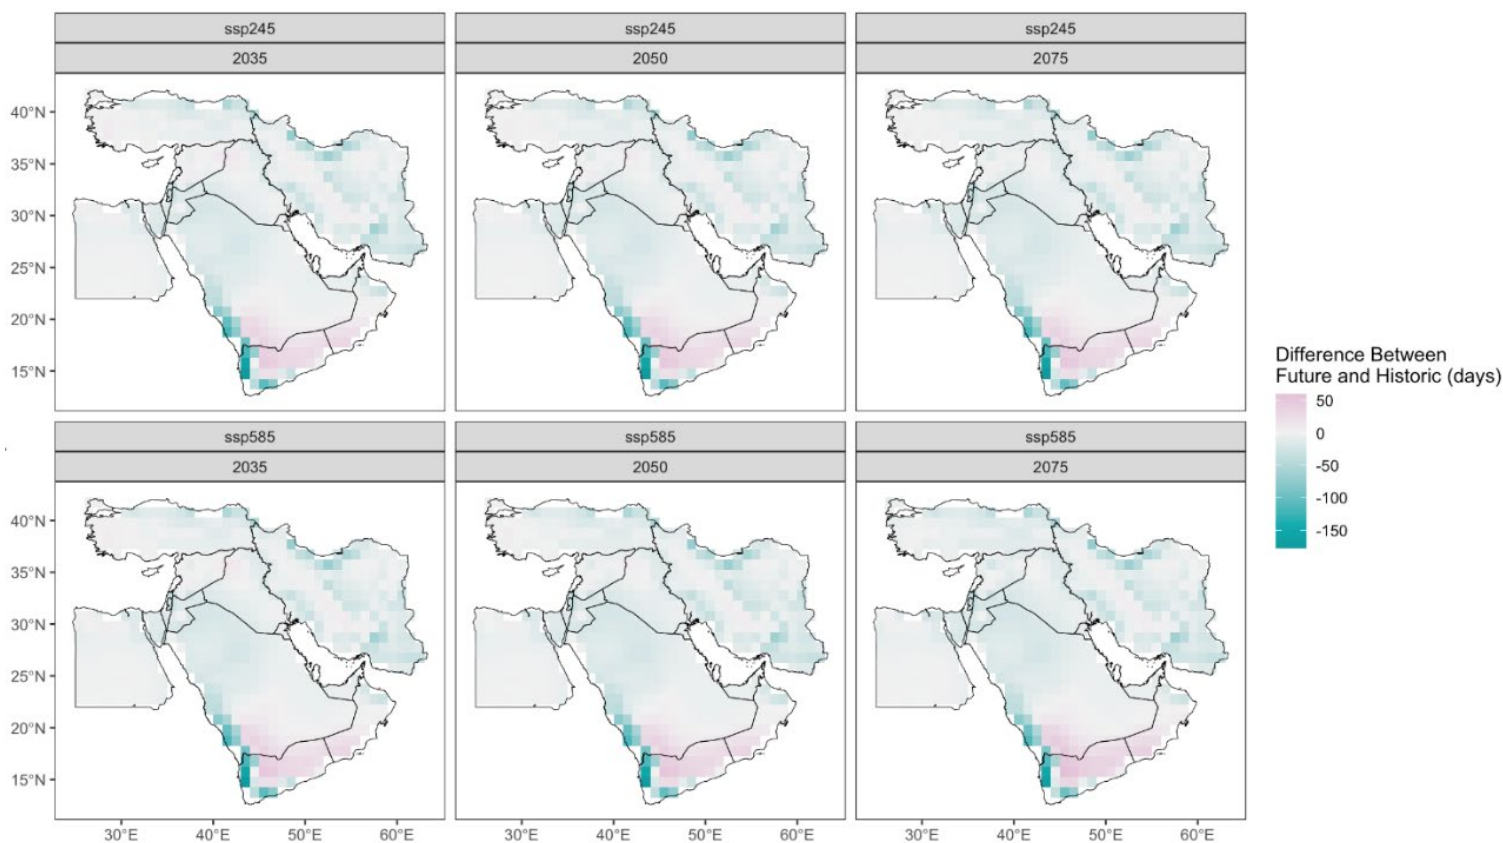 ssp245 ssp245 ssp245
2035 2050 2075
40°N
35°N
30°N
25°N
20°N
15°N
ssp585 ssp585 ssp585
2035 2050 2075
40°N
35°N
30°N
25°N
20°N
15°N
30°E 40°E 50°E 60°E 30°E 40°E 50°E 60°E 30°E 40°E 50°E 60°E
Difference Between
Future and Historic (days)
50
0
-50
-100
-150